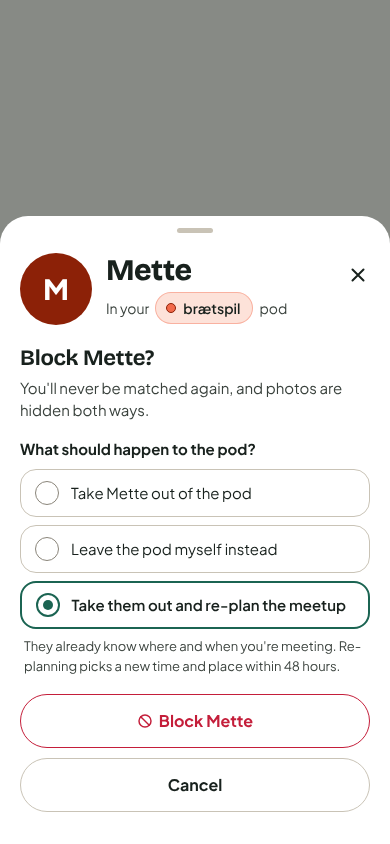 M
Mette
In your brætspil pod
Block Mette?
You'll never be matched again, and photos are
hidden both ways.
What should happen to the pod?
Take Mette out of the pod
Leave the pod myself instead
Take them out and re-plan the meetup
They already know where and when you're meeting. Re-
planning picks a new time and place within 48 hours.
Block Mette
Cancel